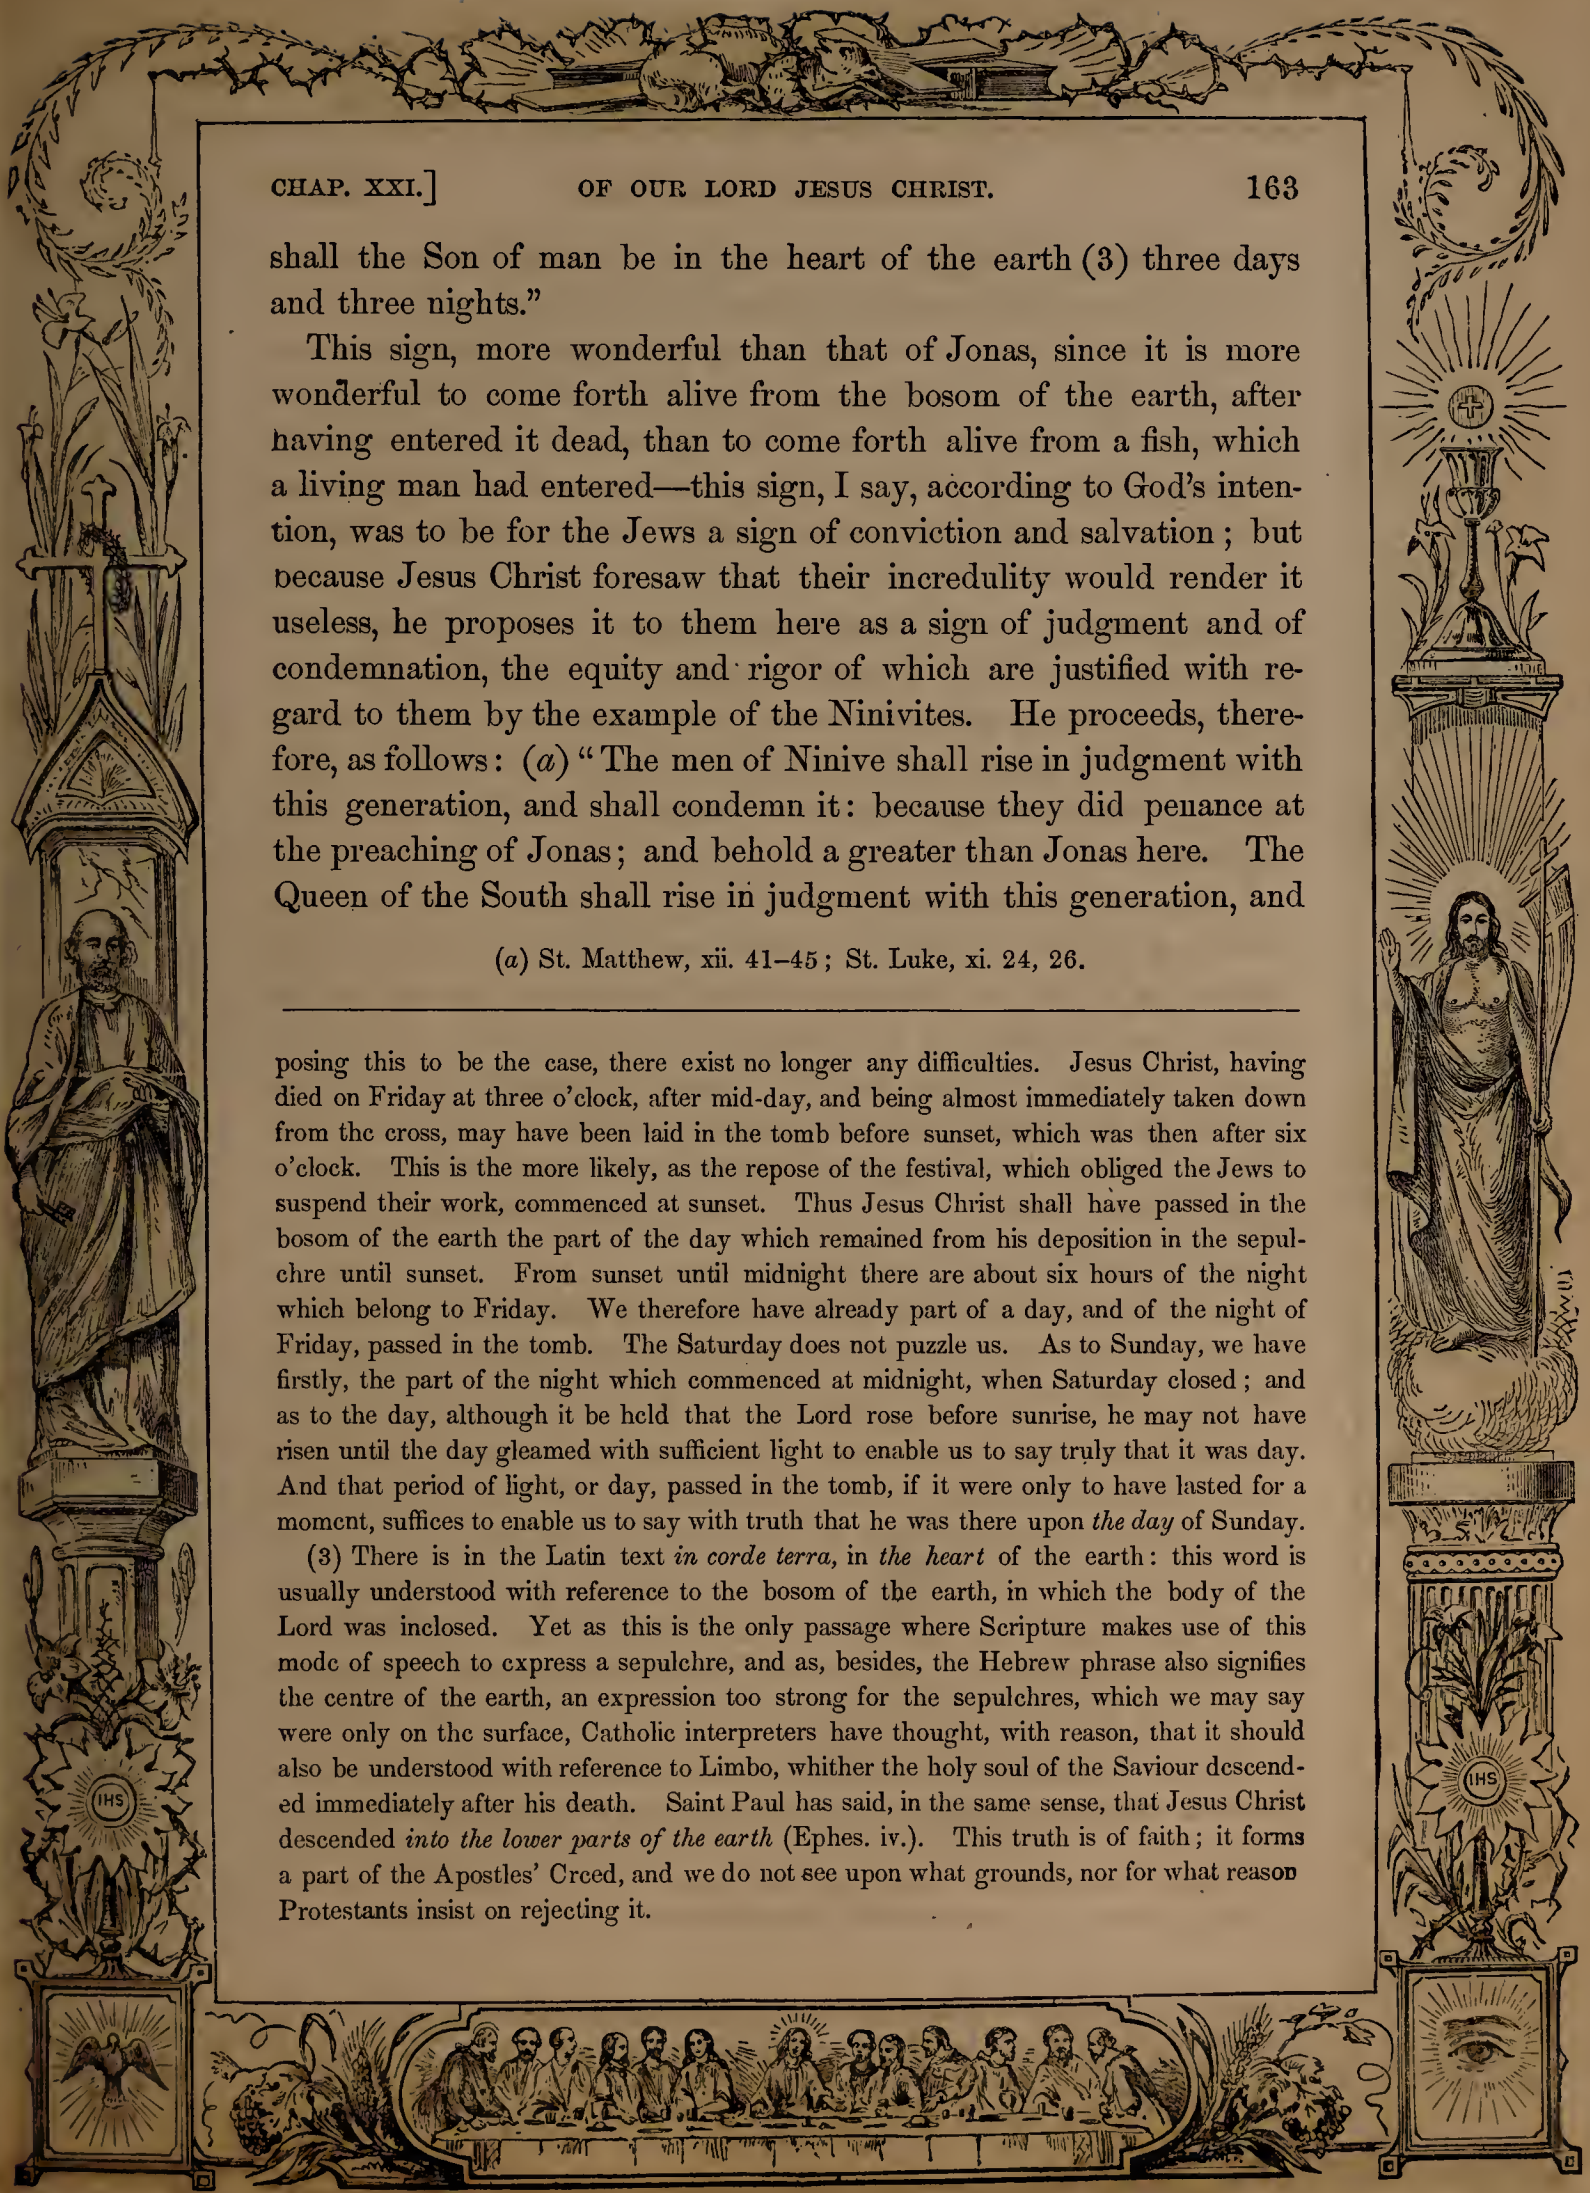 CHAP. XXI.] OF OUR LORD JESUS CHRIST. 163
shall the Son of man be in the heart of the earth (3) three days
and three nights.”
This sign, more wonderful than that of Jonas, since it is more
wonderful to come forth alive from the bosom of the earth, after
having entered it dead, than to come forth alive from a fish, which
a living man had entered—this sign, I say, according to God’s inten-
tion, was to be for the Jews a sign of conviction and salvation; but
because Jesus Christ foresaw that their incredulity would render it
useless, he proposes it to them here as a sign of judgment and of
condemnation, the equity and rigor of which are justified with re-
gard to them by the example of the Ninivites. He proceeds, there-
fore, as follows: (a) “The men of Ninive shall rise in judgment with
this generation, and shall condemn it: because they did penance at
the preaching of Jonas; and behold a greater than Jonas here. The
Queen of the South shall rise in judgment with this generation, and
(a) St. Matthew, xii. 41–45; St. Luke, xi. 24, 26.
posing this to be the case, there exist no longer any difficulties. Jesus Christ, having
died on Friday at three o’clock, after mid-day, and being almost immediately taken down
from the cross, may have been laid in the tomb before sunset, which was then after six
o’clock. This is the more likely, as the repose of the festival, which obliged the Jews to
suspend their work, commenced at sunset. Thus Jesus Christ shall have passed in the
bosom of the earth the part of the day which remained from his deposition in the sepul-
chre until sunset. From sunset until midnight there are about six hours of the night
which belong to Friday. We therefore have already part of a day, and of the night of
Friday, passed in the tomb. The Saturday does not puzzle us. As to Sunday, we have
firstly, the part of the night which commenced at midnight, when Saturday closed; and
as to the day, although it be held that the Lord rose before sunrise, he may not have
risen until the day gleamed with sufficient light to enable us to say truly that it was day.
And that period of light, or day, passed in the tomb, if it were only to have lasted for a
moment, suffices to enable us to say with truth that he was there upon the day of Sunday.
(3) There is in the Latin text in corde terra, in the heart of the earth: this word is
usually understood with reference to the bosom of the earth, in which the body of the
Lord was inclosed. Yet as this is the only passage where Scripture makes use of this
mode of speech to express a sepulchre, and as, besides, the Hebrew phrase also signifies
the centre of the earth, an expression too strong for the sepulchres, which we may say
were only on the surface, Catholic interpreters have thought, with reason, that it should
also be understood with reference to Limbo, whither the holy soul of the Saviour descend-
ed immediately after his death. Saint Paul has said, in the same sense, that Jesus Christ
descended into the lower parts of the earth (Ephes. iv.). This truth is of faith; it forms
a part of the Apostles’ Creed, and we do not see upon what grounds, nor for what reason
Protestants insist on rejecting it.
IHS
IHS